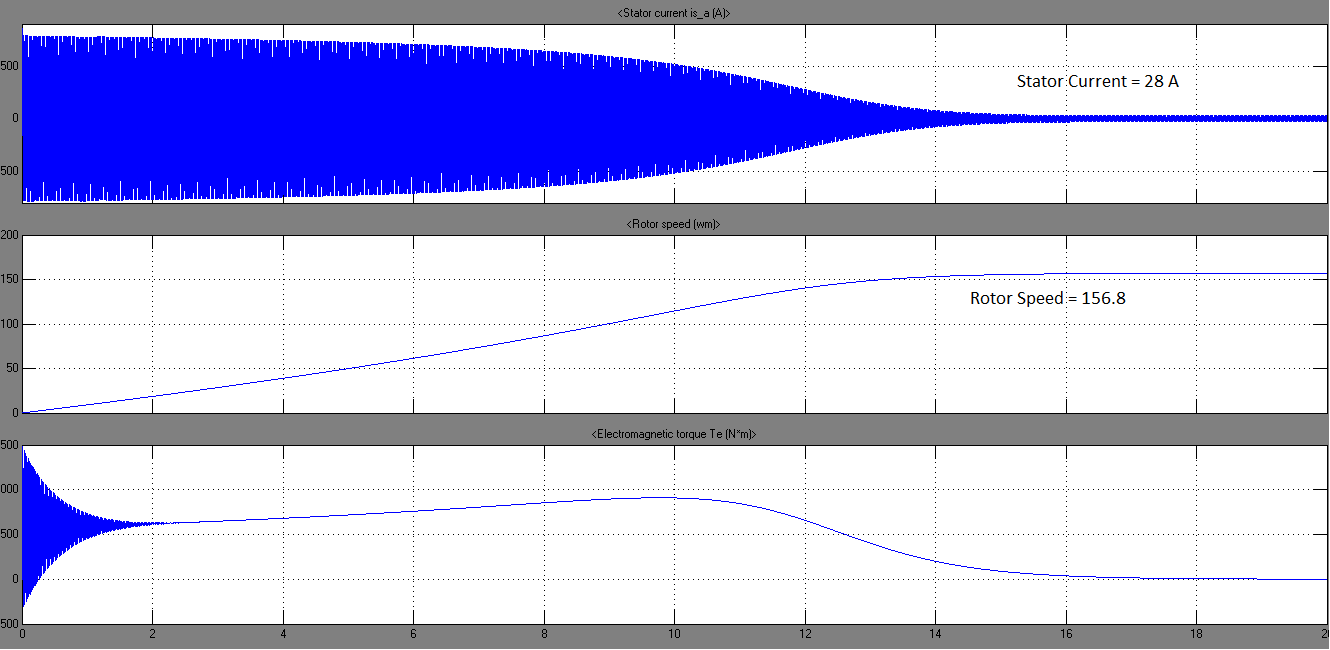 <Stator current is_a (A)>
500
Stator Current = 28 A
0
500
<Rotor speed (wm)>
200
150
Rotor Speed = 156.8
100
50
0
<Electromagnetic torque Te (N*m)>
500
000
500
0
500
0 2 4 6 8 10 12 14 16 18 2